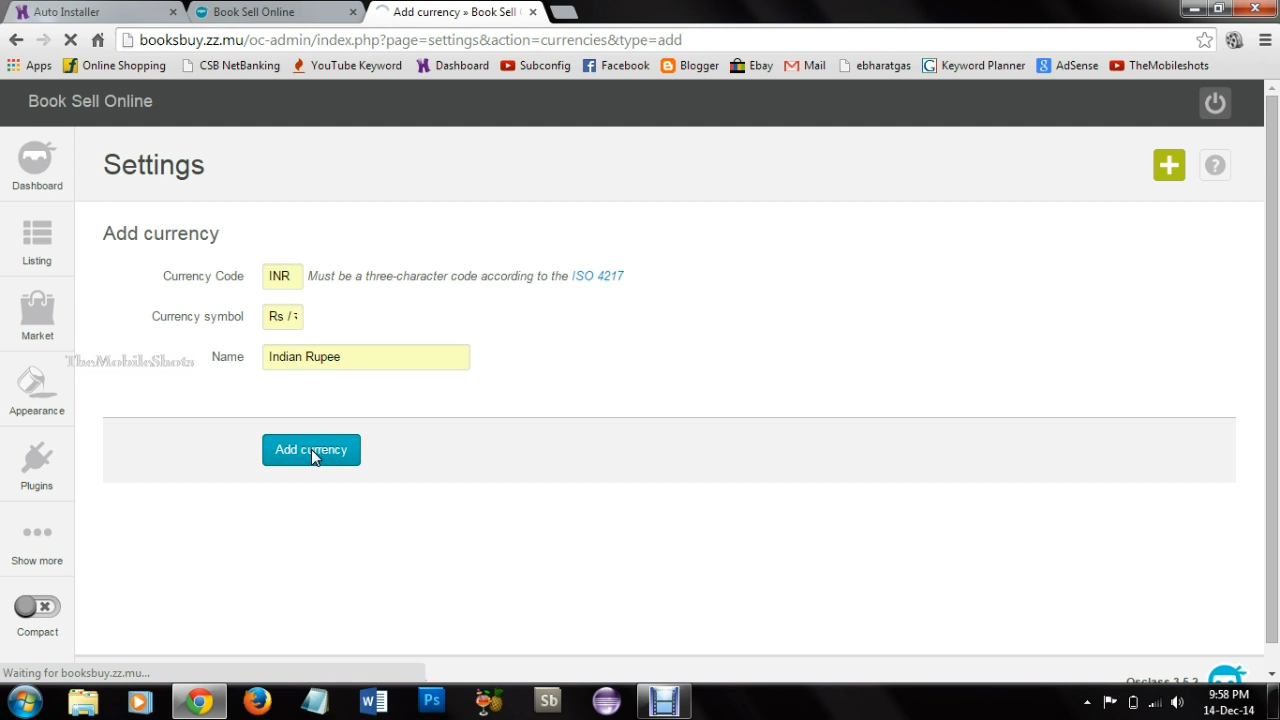 Auto Installer
Book Sell Online
Add currency » Book Sell
booksbuy.zz.mu/oc-admin/index.php?page=settings&action=currencies&type=add
Apps Online Shopping CSB NetBanking YouTube Keyword Dashboard Subconfig Facebook Blogger Ebay Mail ebharatgas Keyword Planner AdSense TheMobileshots
Book Sell Online
Settings
Dashboard
Listing
Market
Appearance
Plugins
Show more
Compact
Add currency
Currency Code INR Must be a three-character code according to the ISO 4217
Currency symbol Rs /
Name Indian Rupee
TheMobileShots
Add currency
Waiting for booksbuy.zz.mu...
Osclass 3.5.2
Ps
Sb
9:58 PM
14-Dec-14